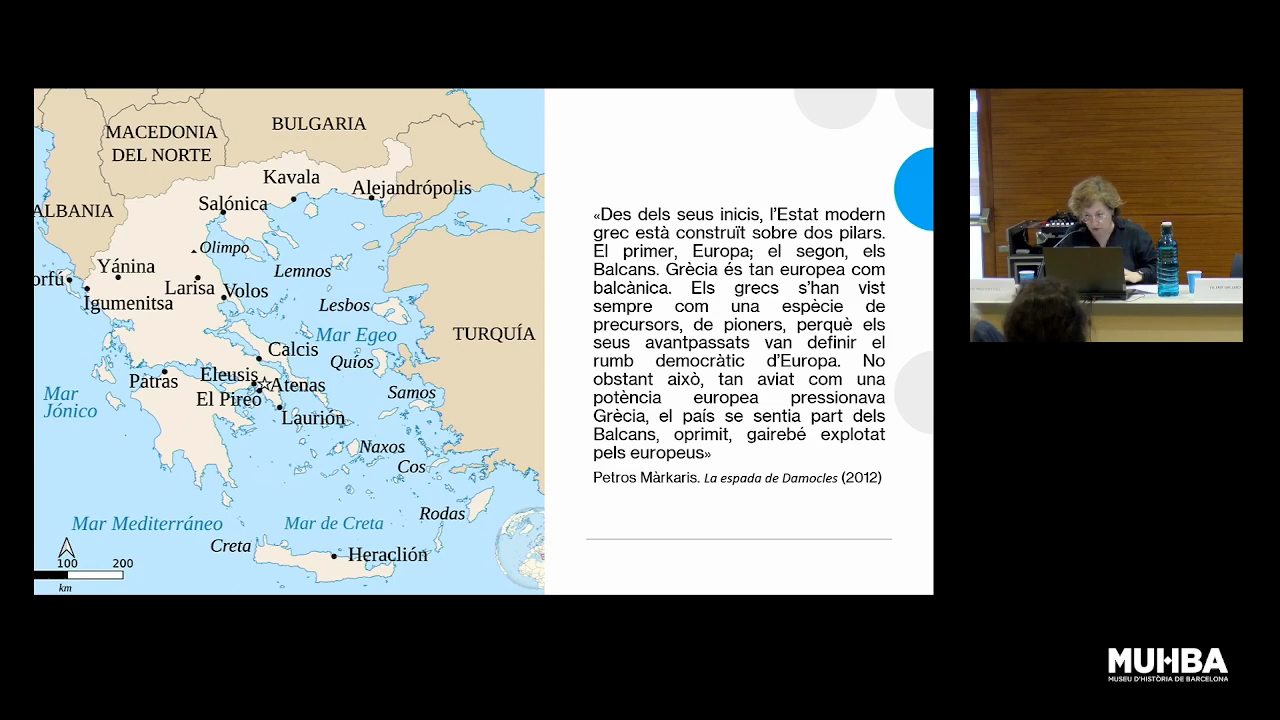 MACEDONIA
DEL NORTE
BULGARIA
ALBANIA
Kavala
Alejandrópolis
Salónica
Olimpo
Yánina
Lemnos
orfú
Igumenitsa
Larisa
Volos
Lesbos
Mar Egeo
TURQUÍA
Calcis
Quíos
Patras
Eleusis
Atenas
El Pireo
Samos
Mar
Jónico
Laurión
Naxos
Cos
Rodas
Mar Mediterráneo
Mar de Creta
Creta
Heraclión
100 200
km
«Des dels seus inicis, l’Estat modern
grec està construït sobre dos pilars.
El primer, Europa; el segon, els
Balcans. Grècia és tan europea com
balcànica. Els grecs s’han vist
sempre com una espècie de
precursors, de pioners, perquè els
seus avantpassats van definir el
rumb democràtic d’Europa. No
obstant això, tan aviat com una
potència europea pressionava
Grècia, el país se sentia part dels
Balcans, oprimit, gairebé explotat
pels europeus»
Petros Màrkaris. La espada de Damocles (2012)
MUHBA
MUSEU D'HISTÒRIA DE BARCELONA